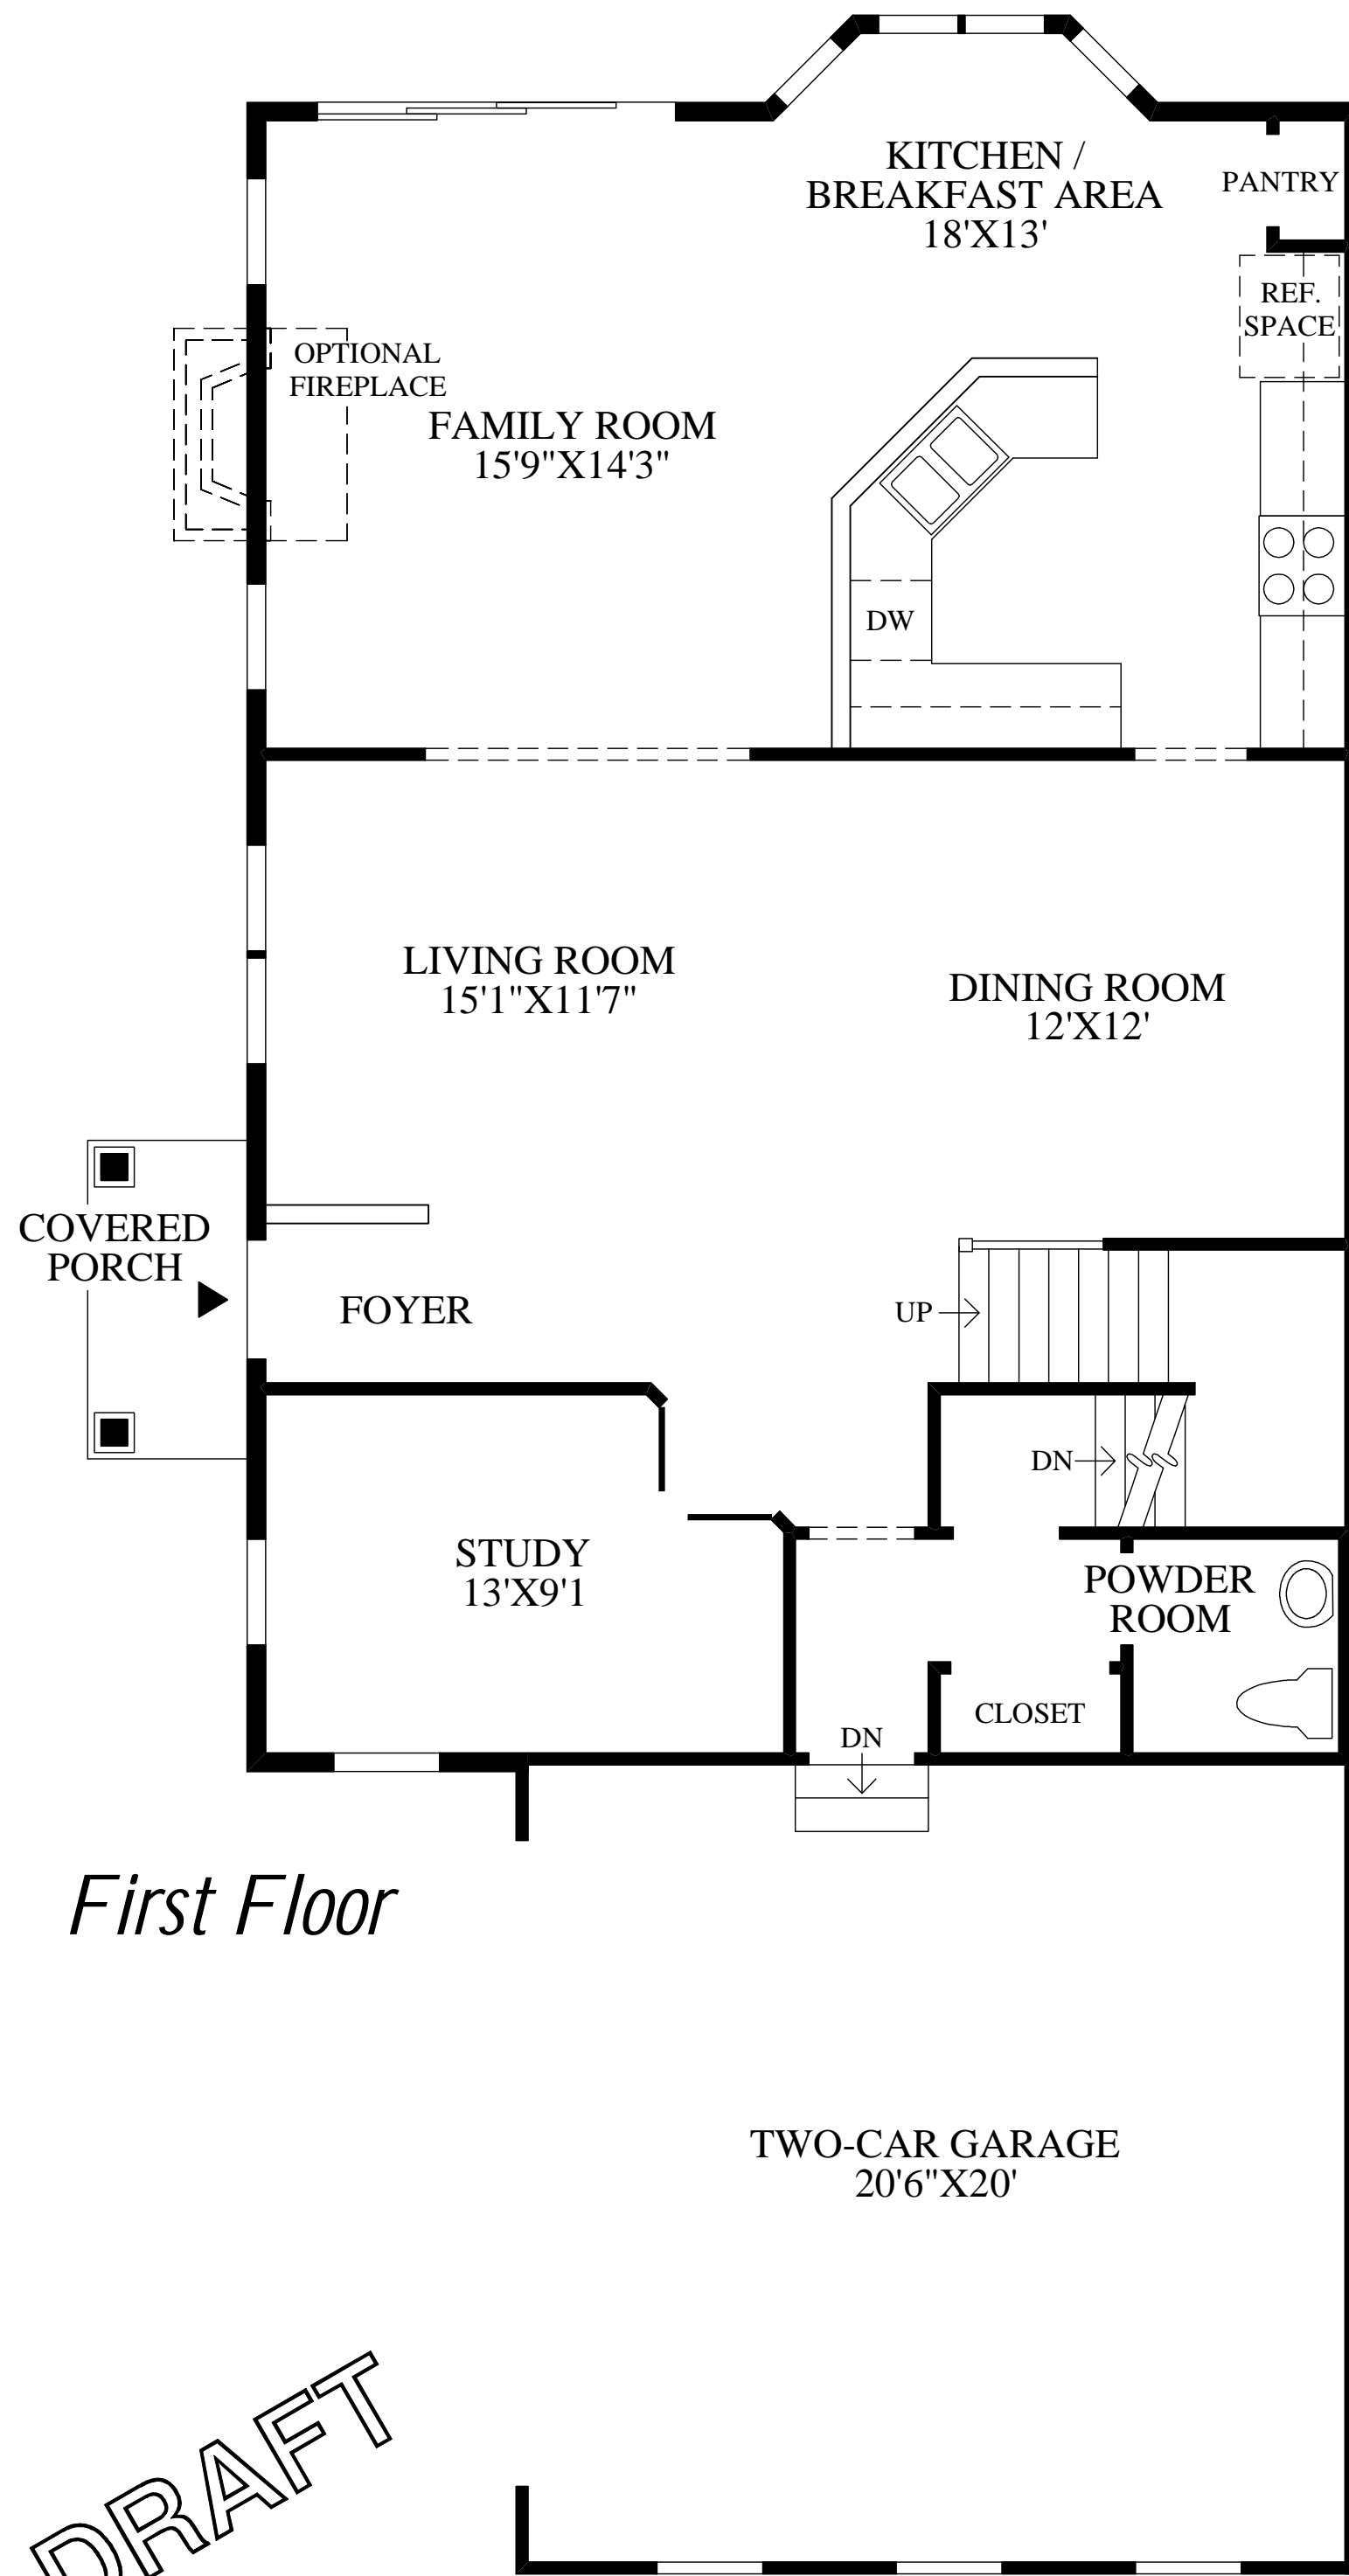 KITCHEN /
BREAKFAST AREA
18'X13'
PANTRY
REF.
SPACE
OPTIONAL
FIREPLACE
FAMILY ROOM
15'9"X14'3"
DW
LIVING ROOM
15'1"X11'7"
DINING ROOM
12'X12'
COVERED
PORCH
FOYER
UP
DN
STUDY
13'X9'1
POWDER
ROOM
CLOSET
DN
First Floor
TWO-CAR GARAGE
20'6"X20'
DRAFT